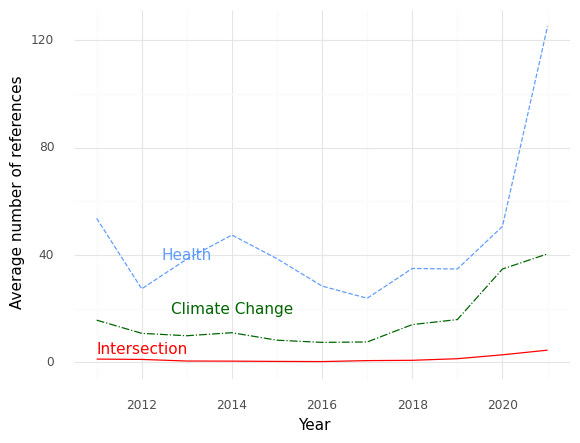 120
80
40
0
Average number of references
Health
Climate Change
Intersection
2012
2014
2016
2018
2020
Year